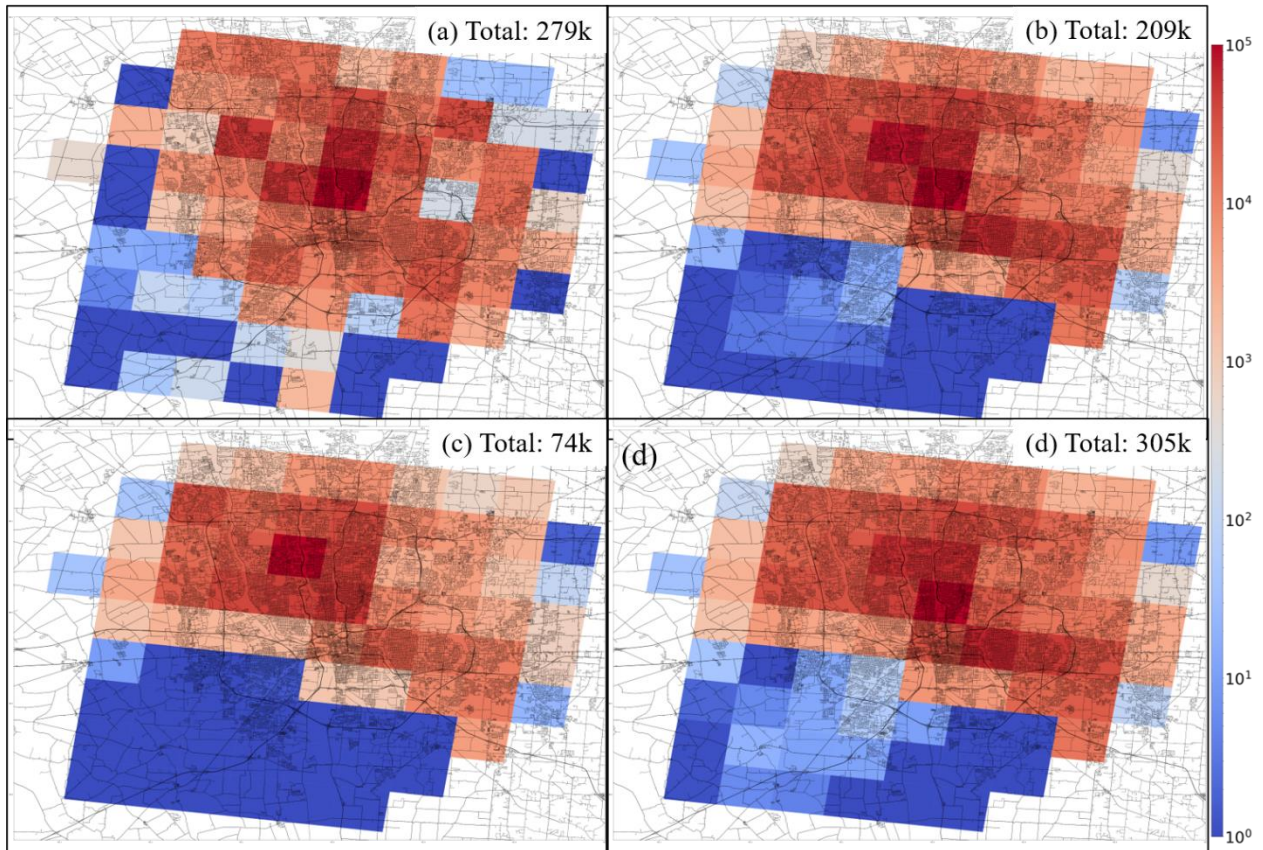 (a) Total: 279k
(b) Total: 209k
(c) Total: 74k
(d)
(d) Total: 305k
10⁵
10⁴
10³
10²
10¹
10⁰